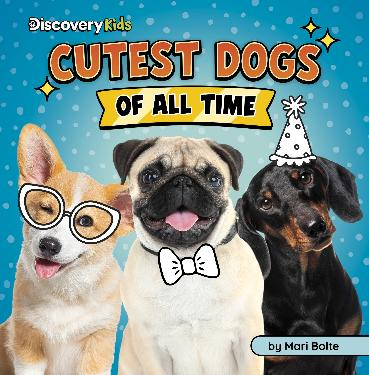 Discovery Kids
CUTEST DOGS
OF ALL TIME
by Mari Bolte